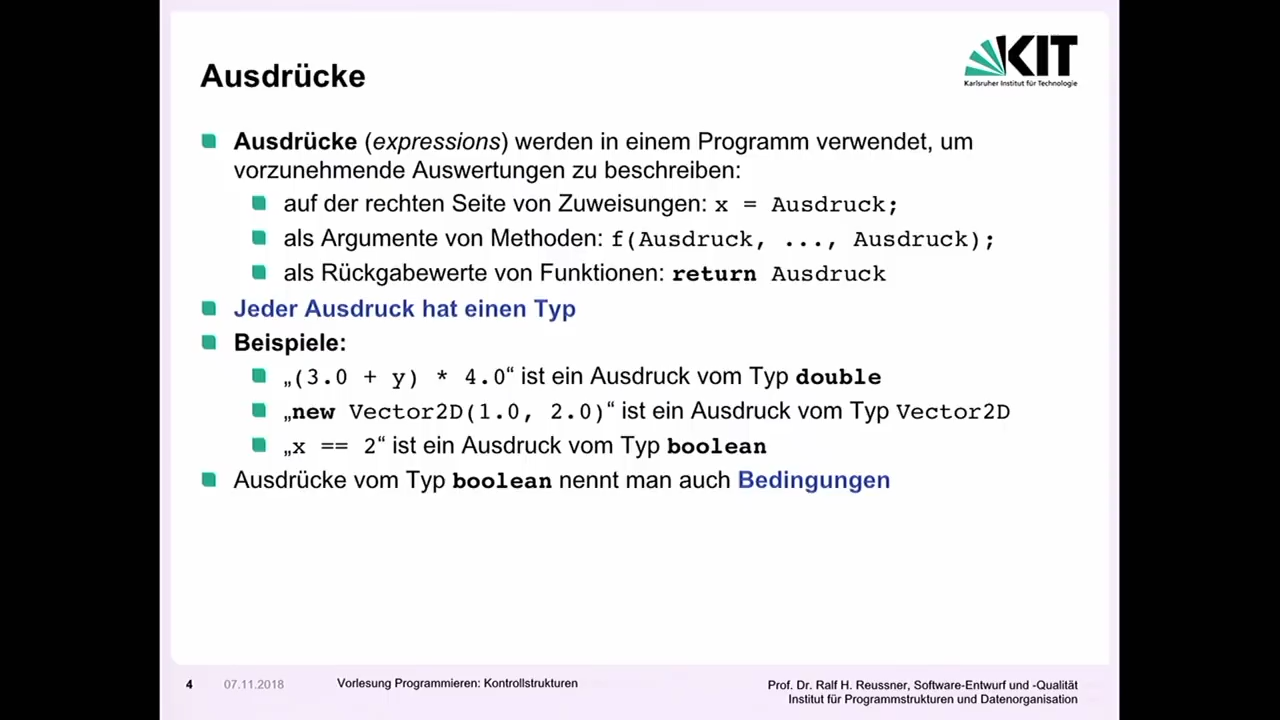 KIT
Karlsruher Institut für Technologie
Ausdrücke
Ausdrücke (expressions) werden in einem Programm verwendet, um
vorzunehmende Auswertungen zu beschreiben:
auf der rechten Seite von Zuweisungen: x = Ausdruck;
als Argumente von Methoden: f(Ausdruck, ..., Ausdruck);
als Rückgabewerte von Funktionen: return Ausdruck
Jeder Ausdruck hat einen Typ
Beispiele:
„(3.0 + y) * 4.0“ ist ein Ausdruck vom Typ double
„new Vector2D(1.0, 2.0)“ ist ein Ausdruck vom Typ Vector2D
„x == 2“ ist ein Ausdruck vom Typ boolean
Ausdrücke vom Typ boolean nennt man auch Bedingungen
4 07.11.2018 Vorlesung Programmieren: Kontrollstrukturen
Prof. Dr. Ralf H. Reussner, Software-Entwurf und -Qualität
Institut für Programmstrukturen und Datenorganisation